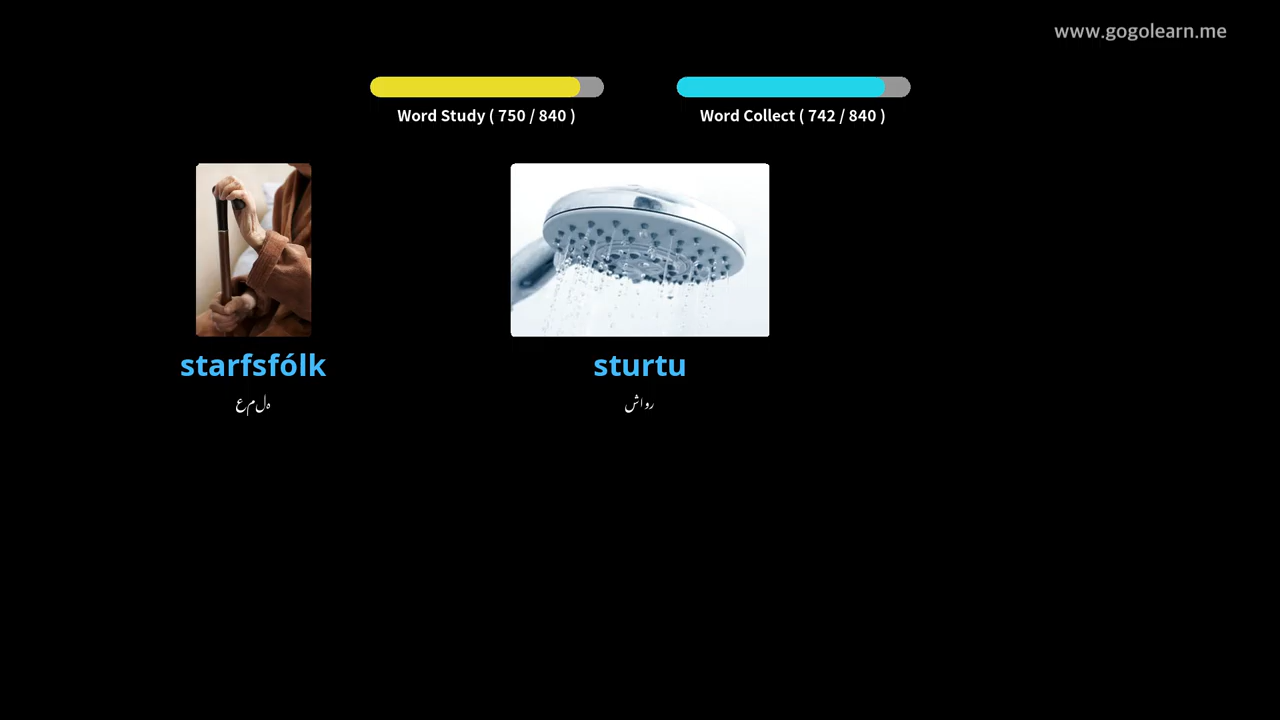 www.gogolearn.me
Word Study ( 750 / 840 )
Word Collect ( 742 / 840 )
starfsfólk
sturtu
عملہ
شاور